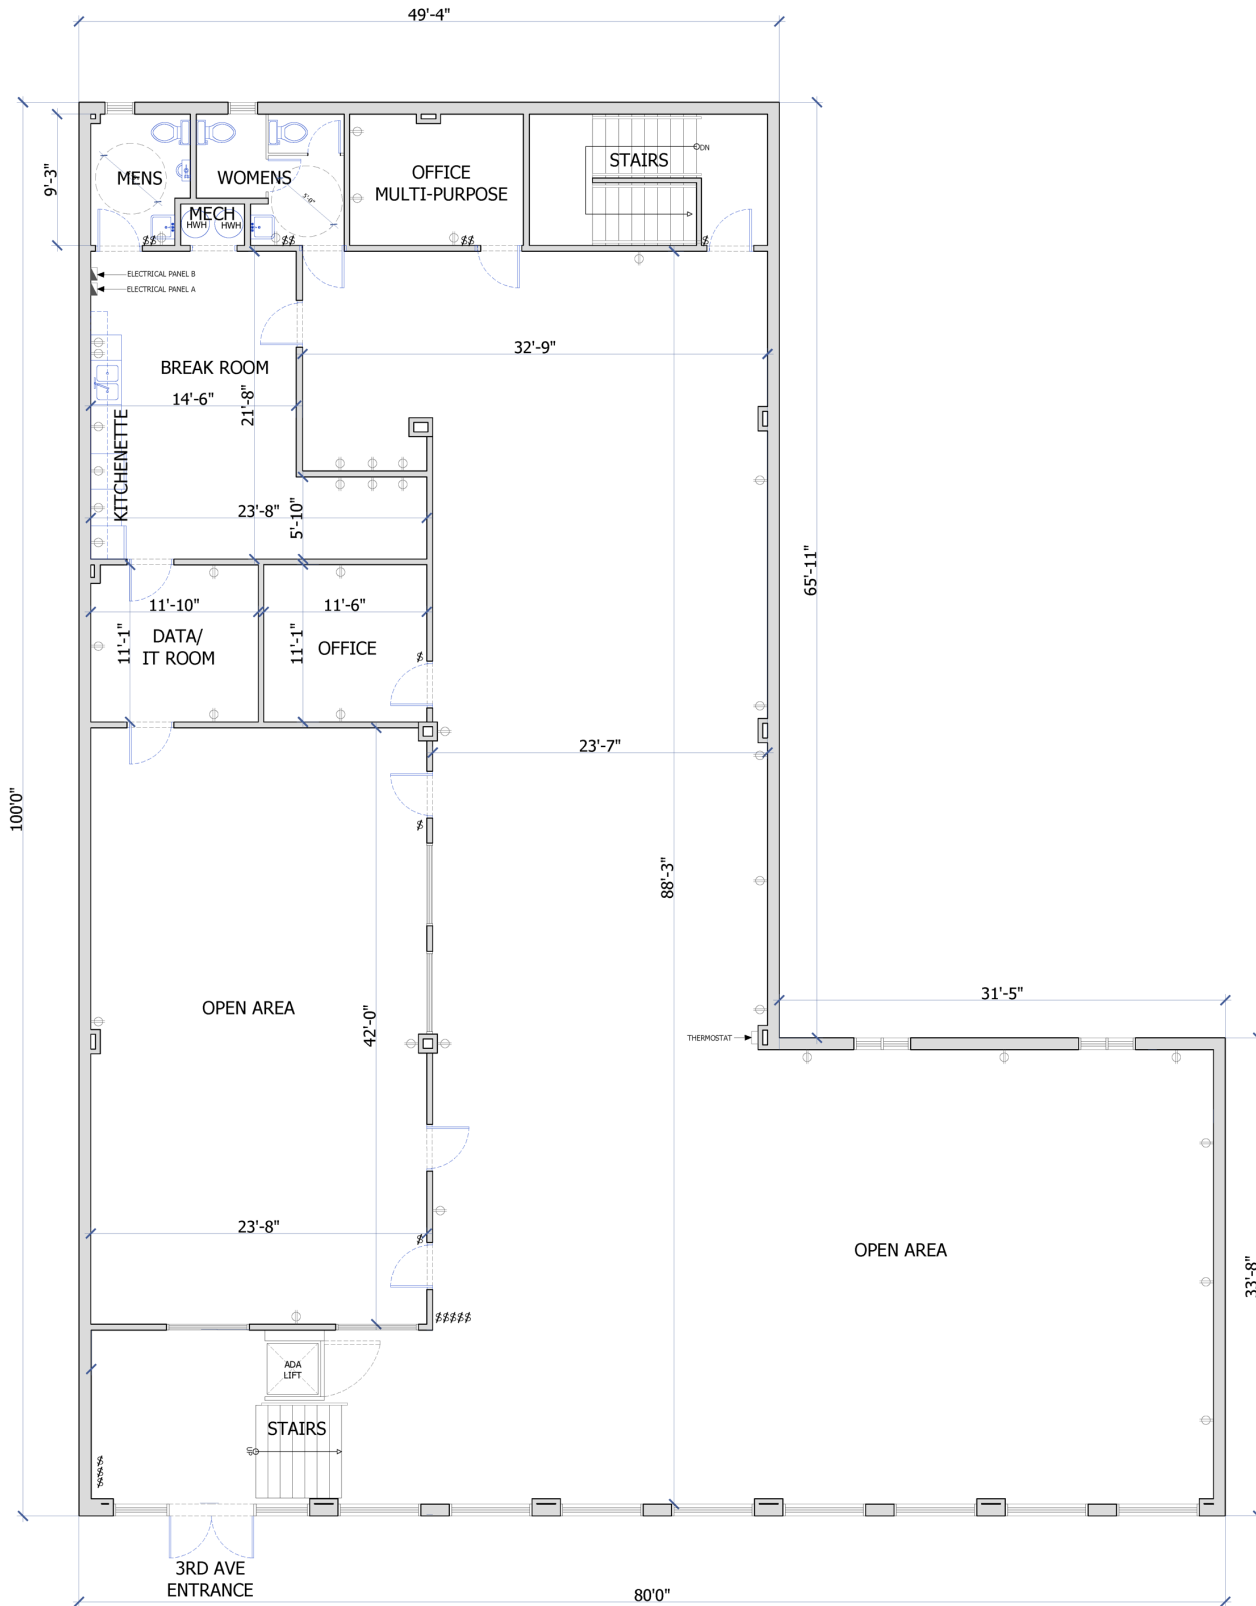 49'-4"
9'-3"
MENS
WOMENS
5'-0"
MECH
HWH
HWH
OFFICE
MULTI-PURPOSE
STAIRS
DN
$$
$$
$$
$
ELECTRICAL PANEL B
ELECTRICAL PANEL A
32'-9"
BREAK ROOM
14'-6"
21'-8"
KITCHENETTE
23'-8"
5'-10"
65'-11"
11'-10"
11'-6"
11'-1"
DATA/
IT ROOM
11'-1"
OFFICE
$
23'-7"
100'0"
$
88'-3"
OPEN AREA
42'-0"
31'-5"
THERMOSTAT
23'-8"
$
OPEN AREA
33'-8"
$$$$$
ADA
LIFT
STAIRS
UP
$$$$
3RD AVE
ENTRANCE
80'0"